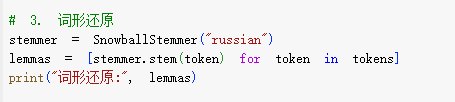 #  3.  词形还原
stemmer = SnowballStemmer("russian")
lemmas = [stemmer.stem(token) for token in tokens]
print("词形还原:", lemmas)